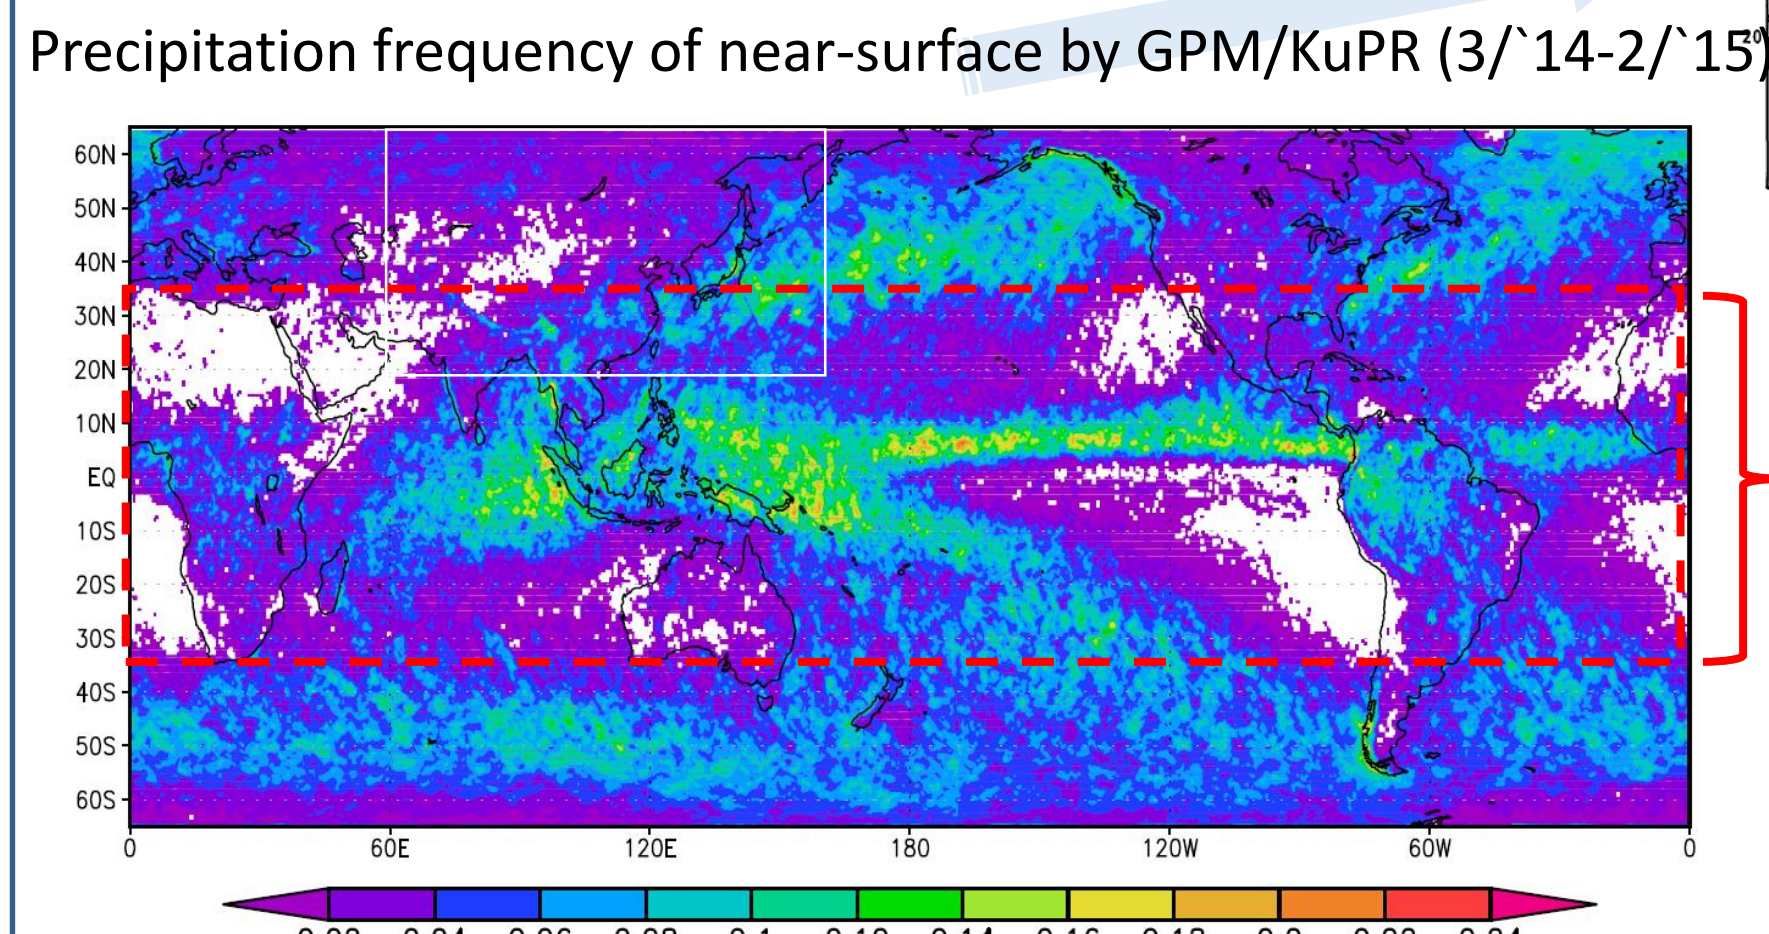 Precipitation frequency of near-surface by GPM/KuPR (3/`14-2/`15)
20
60N
50N
40N
30N
20N
10N
EQ
10S
20S
30S
40S
50S
60S
0 60E 120E 180 120W 60W 0